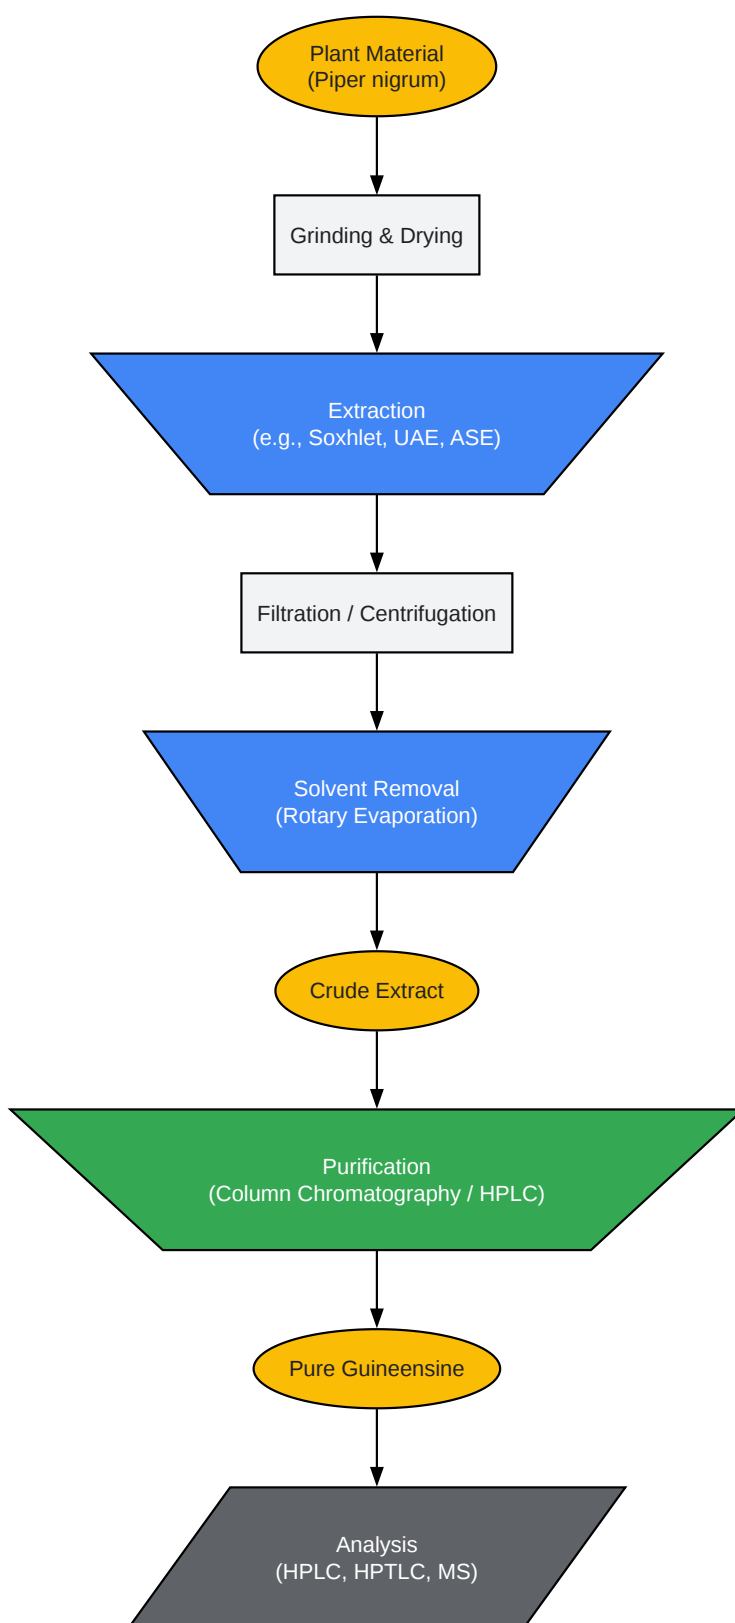 Plant Material
(Piper nigrum)
Grinding & Drying
Extraction
(e.g., Soxhlet, UAE, ASE)
Filtration / Centrifugation
Solvent Removal
(Rotary Evaporation)
Crude Extract
Purification
(Column Chromatography / HPLC)
Pure Guineensine
Analysis
(HPLC, HPTLC, MS)